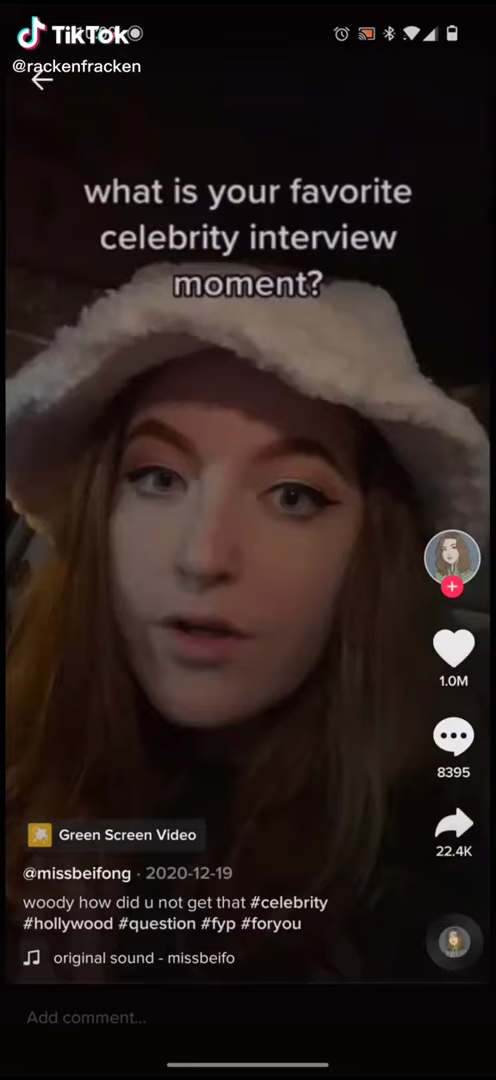 TikTok
@rackenfracken
what is your favorite
celebrity interview
moment?
1.0M
8395
22.4K
Green Screen Video
@missbeifong · 2020-12-19
woody how did u not get that #celebrity
#hollywood #question #fyp #foryou
original sound - missbeifo
Add comment...